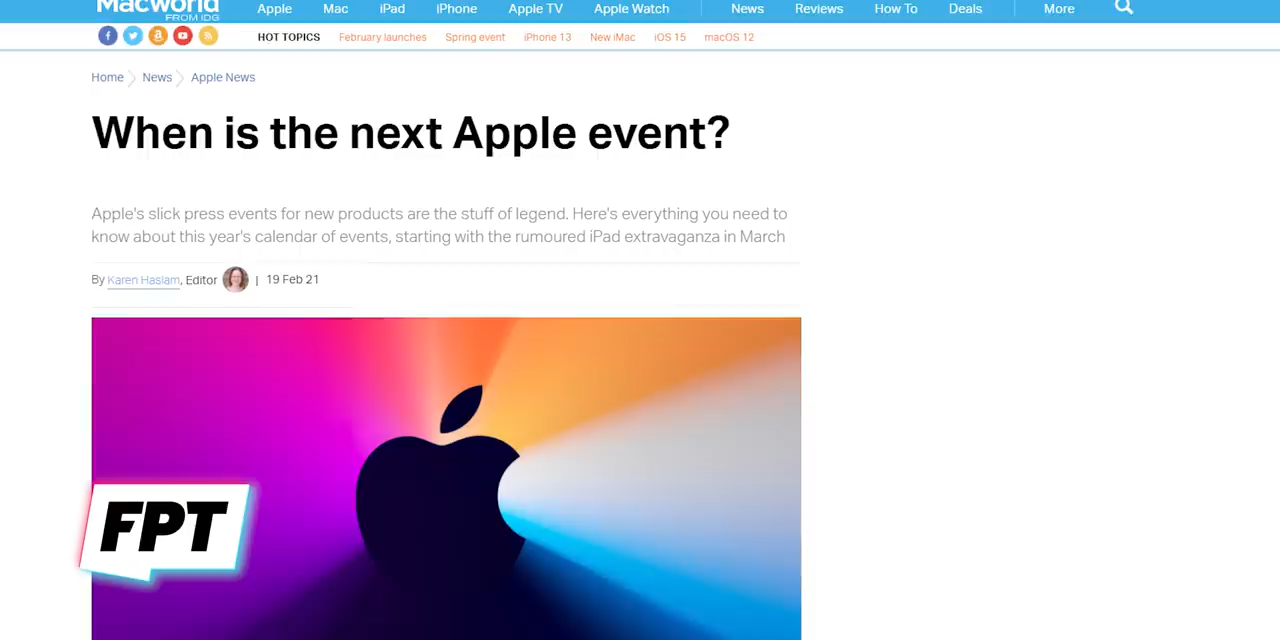 Macworld
FROM IDG
Apple Mac iPad iPhone Apple TV Apple Watch News Reviews How To Deals More
HOT TOPICS February launches Spring event iPhone 13 New iMac iOS 15 macOS 12
Home News Apple News
When is the next Apple event?
Apple's slick press events for new products are the stuff of legend. Here's everything you need to
know about this year's calendar of events, starting with the rumoured iPad extravaganza in March
By Karen Haslam, Editor | 19 Feb 21
FPT